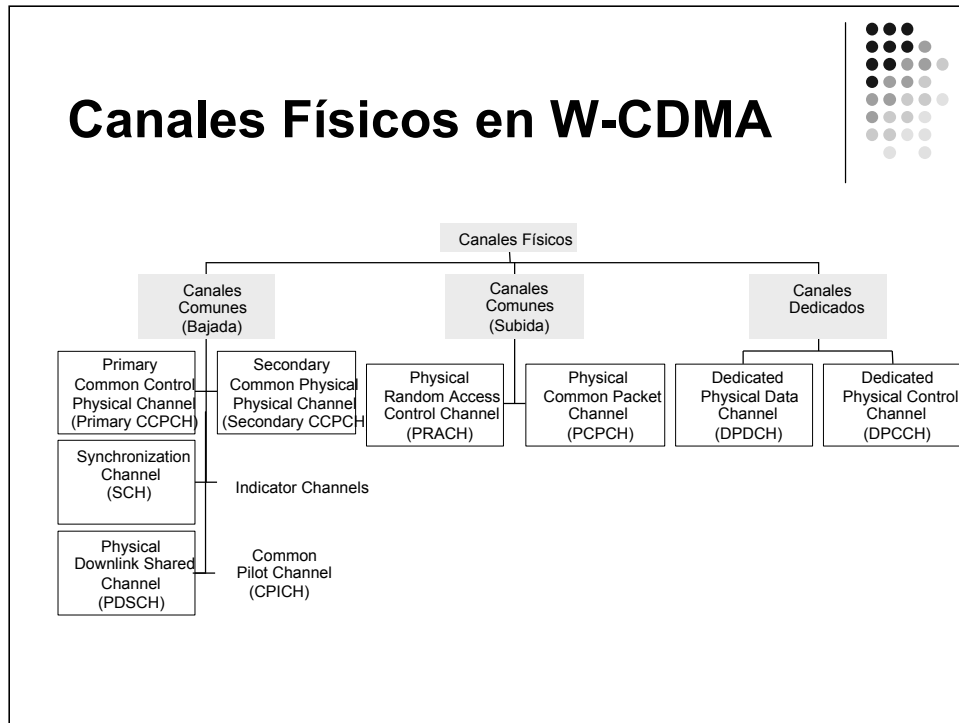 Canales Físicos en W-CDMA
Canales Físicos
Canales
Comunes
(Bajada)
Canales
Comunes
(Subida)
Canales
Dedicados
Primary
Common Control
Physical Channel
(Primary CCPCH)
Secondary
Common Physical
Physical Channel
(Secondary CCPCH
Physical
Random Access
Control Channel
(PRACH)
Physical
Common Packet
Channel
(PCPCH)
Dedicated
Physical Data
Channel
(DPDCH)
Dedicated
Physical Control
Channel
(DPCCH)
Synchronization
Channel
(SCH)
Indicator Channels
Physical
Downlink Shared
Channel
(PDSCH)
Common
Pilot Channel
(CPICH)